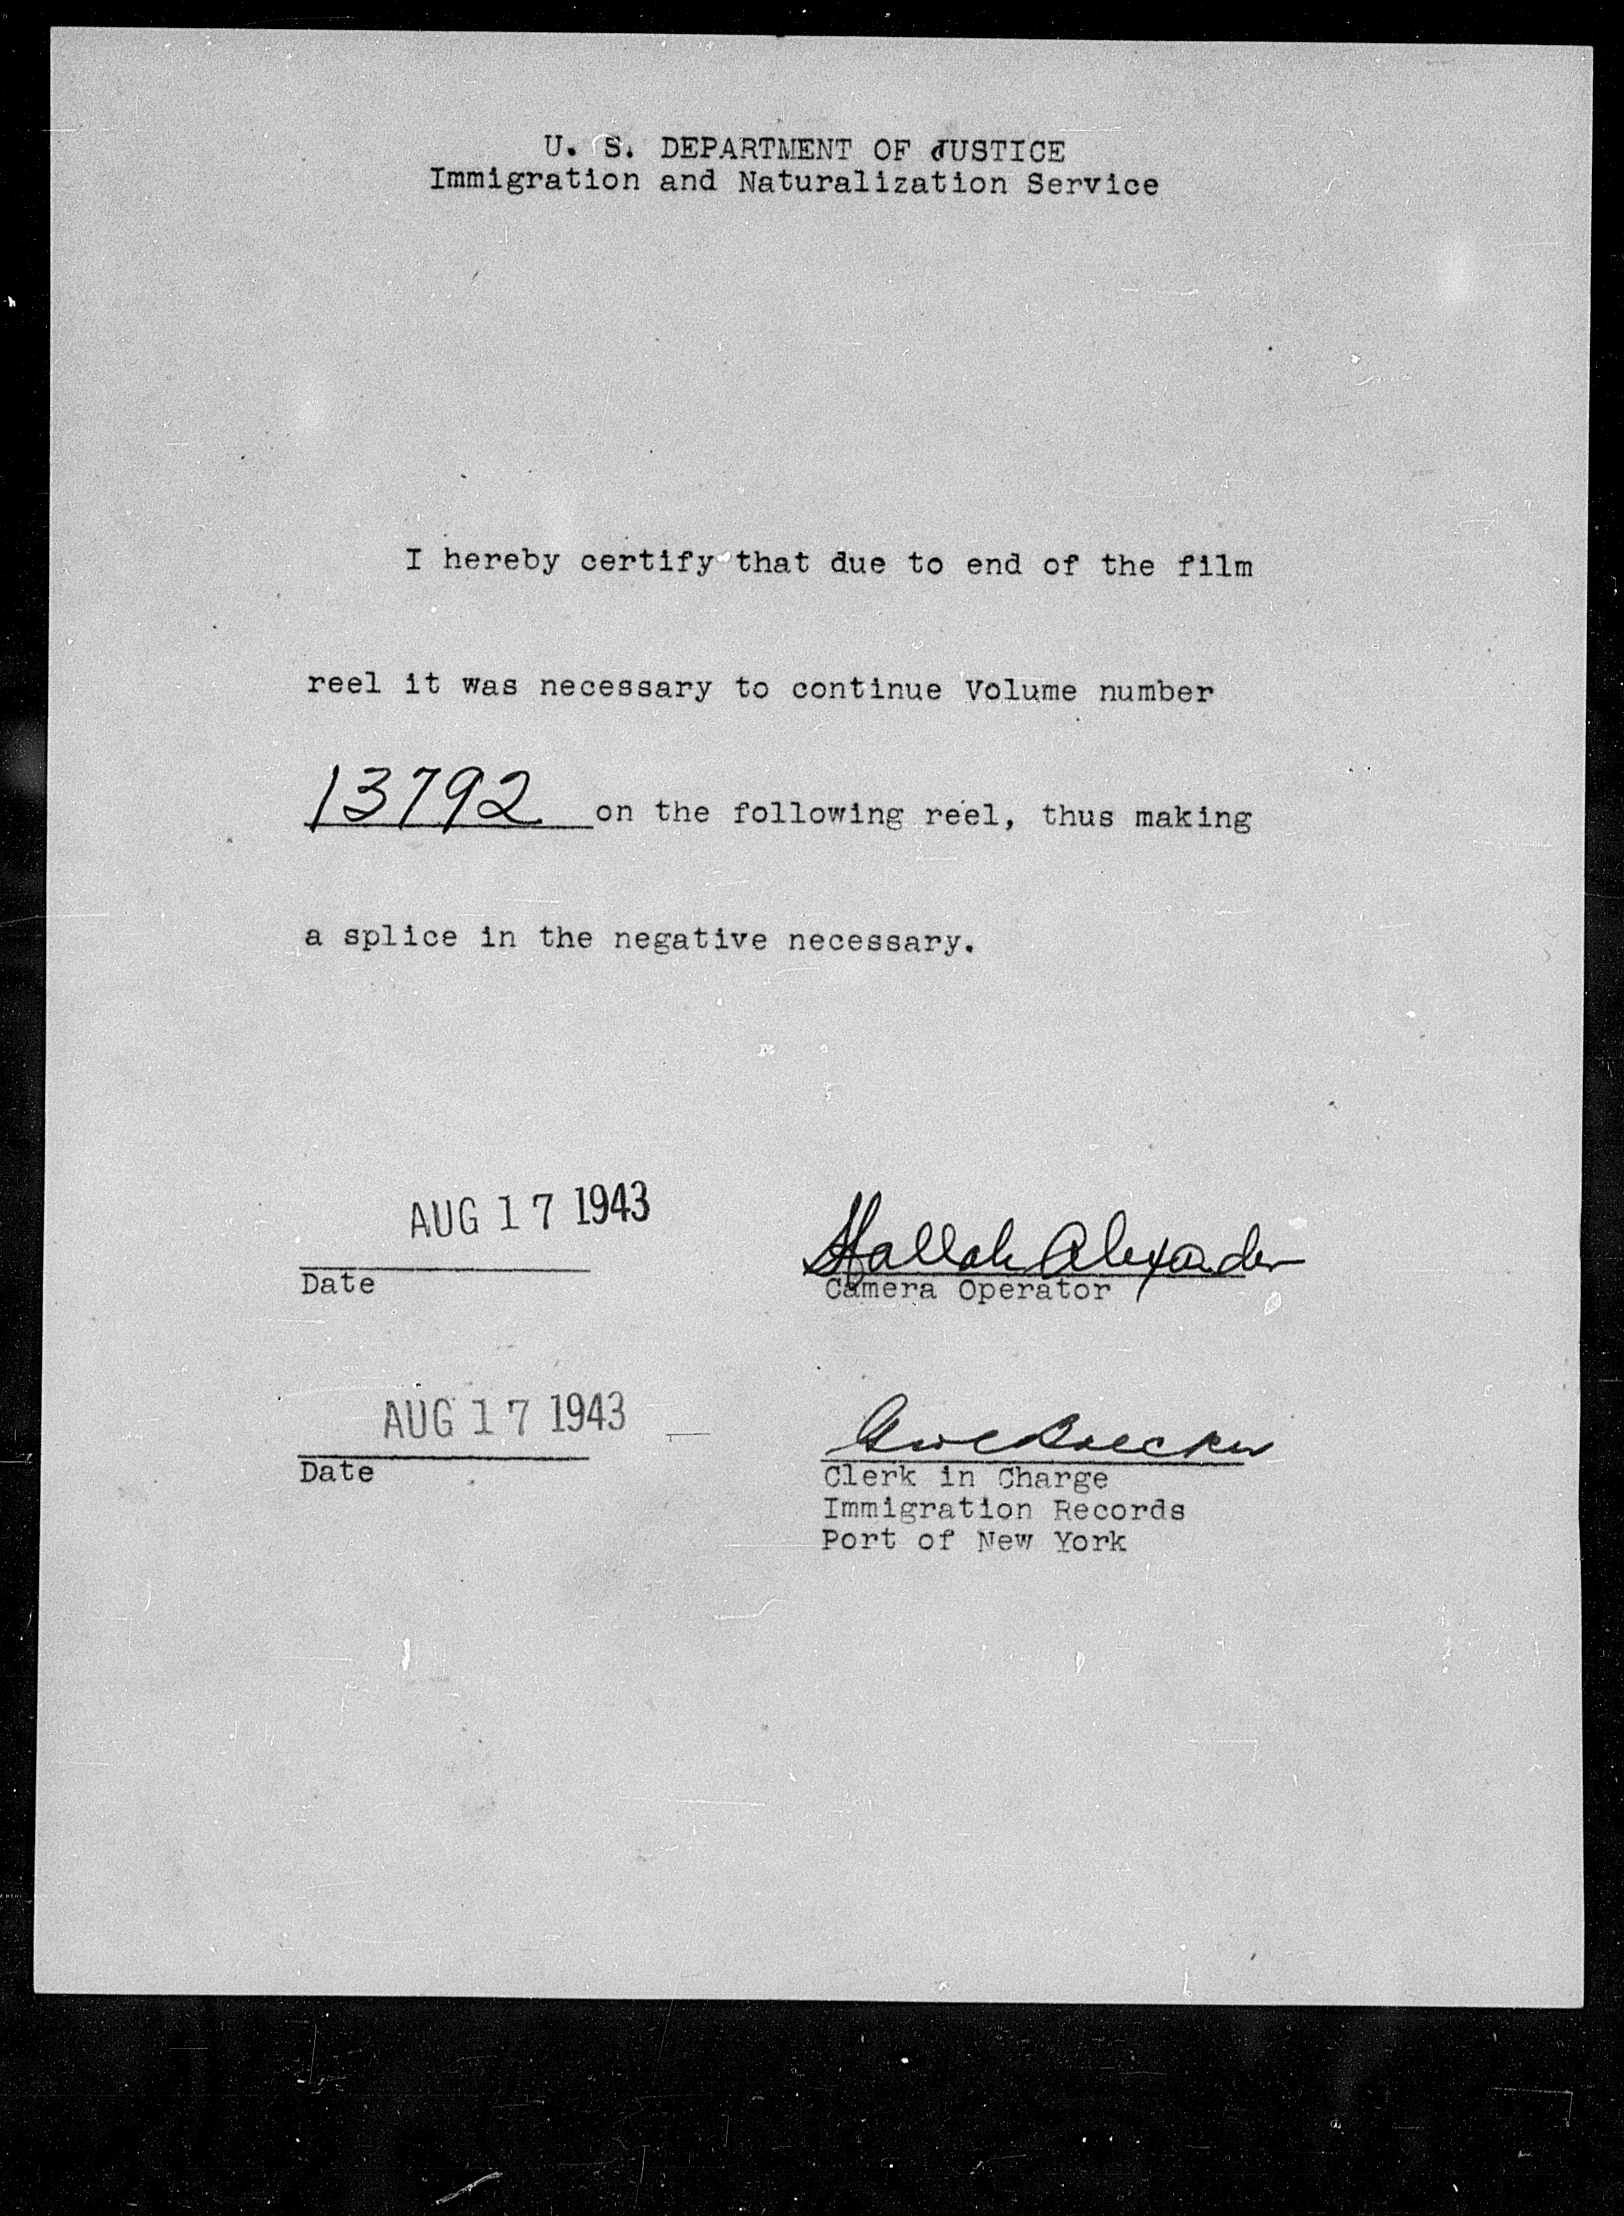 U. S. DEPARTMENT OF JUSTICE
Immigration and Naturalization Service
I hereby certify that due to end of the film
reel it was necessary to continue Volume number
13792 on the following reel, thus making
a splice in the negative necessary.
AUG 17 1943
Alexander
Date
Camera Operator
AUG 17 1943
Date
Clerk in Charge
Immigration Records
Port of New York